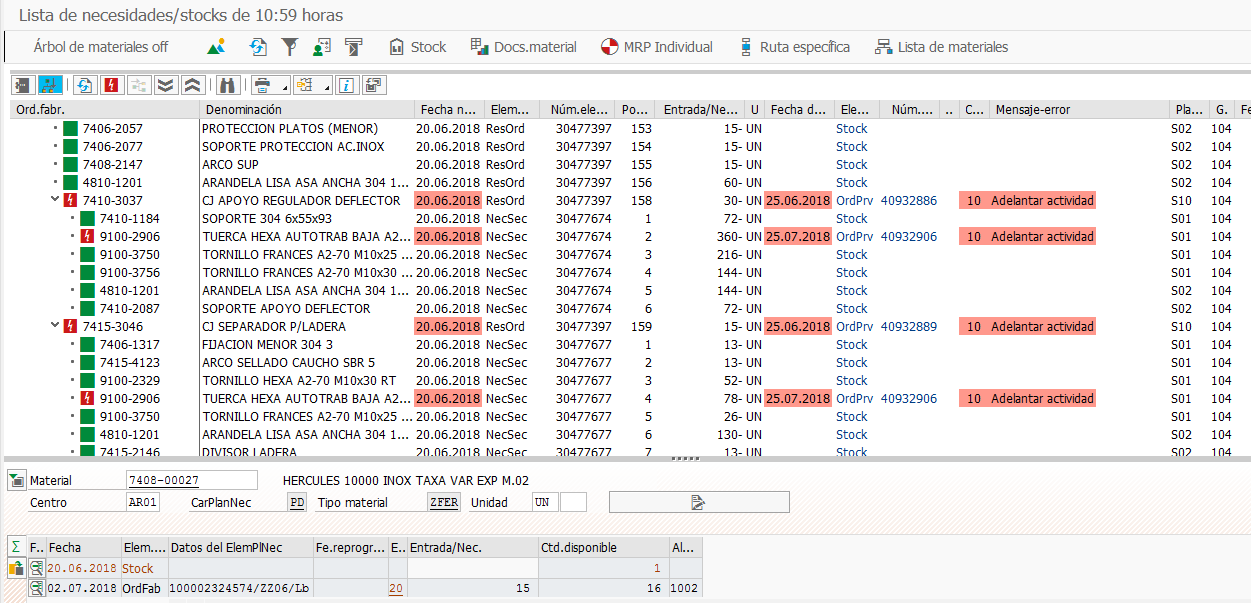 Lista de necesidades/stocks de 10:59 horas
Árbol de materiales off Stock Docs.material MRP Individual Ruta específica Lista de materiales
Ord.fabr. Denominación Fecha n... Elem... Núm.ele... Po... Entrada/Ne... U Fecha d... Ele... Núm.... .. C... Mensaje-error Pla... G. Fe
7406-2057 PROTECCION PLATOS (MENOR) 20.06.2018 ResOrd 30477397 153 15- UN Stock S02 104
7406-2077 SOPORTE PROTECCION AC.INOX 20.06.2018 ResOrd 30477397 154 15- UN Stock S02 104
7408-2147 ARCO SUP 20.06.2018 ResOrd 30477397 155 15- UN Stock S02 104
4810-1201 ARANDELA LISA ASA ANCHA 304 1... 20.06.2018 ResOrd 30477397 156 60- UN Stock S02 104
7410-3037 CJ APOYO REGULADOR DEFLECTOR 20.06.2018 ResOrd 30477397 158 30- UN 25.06.2018 OrdPrv 40932886 10 Adelantar actividad S10 104
7410-1184 SOPORTE 304 6x55x93 20.06.2018 NecSec 30477674 1 72- UN Stock S01 104
9100-2906 TUERCA HEXA AUTOTRAB BAJA A2... 20.06.2018 NecSec 30477674 2 360- UN 25.07.2018 OrdPrv 40932906 10 Adelantar actividad S01 104
9100-3750 TORNILLO FRANCES A2-70 M10x25 ... 20.06.2018 NecSec 30477674 3 216- UN Stock S01 104
9100-3756 TORNILLO FRANCES A2-70 M10x30 ... 20.06.2018 NecSec 30477674 4 144- UN Stock S01 104
4810-1201 ARANDELA LISA ASA ANCHA 304 1... 20.06.2018 NecSec 30477674 5 144- UN Stock S02 104
7410-2087 SOPORTE APOYO DEFLECTOR 20.06.2018 NecSec 30477674 6 72- UN Stock S02 104
7415-3046 CJ SEPARADOR P/LADERA 20.06.2018 ResOrd 30477397 159 15- UN 25.06.2018 OrdPrv 40932889 10 Adelantar actividad S10 104
7406-1317 FIJACION MENOR 304 3 20.06.2018 NecSec 30477677 1 13- UN Stock S01 104
7415-4123 ARCO SELLADO CAUCHO SBR 5 20.06.2018 NecSec 30477677 2 13- UN Stock S01 104
9100-2329 TORNILLO HEXA A2-70 M10x30 RT 20.06.2018 NecSec 30477677 3 52- UN Stock S01 104
9100-2906 TUERCA HEXA AUTOTRAB BAJA A2... 20.06.2018 NecSec 30477677 4 78- UN 25.07.2018 OrdPrv 40932906 10 Adelantar actividad S01 104
9100-3750 TORNILLO FRANCES A2-70 M10x25 ... 20.06.2018 NecSec 30477677 5 26- UN Stock S01 104
4810-1201 ARANDELA LISA ASA ANCHA 304 1... 20.06.2018 NecSec 30477677 6 130- UN Stock S02 104
7415-2146 DIVISOR LADERA 20.06.2018 NecSec 30477677 7 13- UN Stock S02 104
Material 7408-00027 HERCULES 10000 INOX TAXA VAR EXP M.02
Centro AR01 CarPlanNec PD Tipo material ZFER Unidad UN
Σ F.. Fecha Elem.... Datos del ElemPlNec Fe.reprogr... E.. Entrada/Nec. Ctd.disponible Al...
20.06.2018 Stock 1
02.07.2018 OrdFab 100002324574/ZZ06/Lb 20 15 16 1002